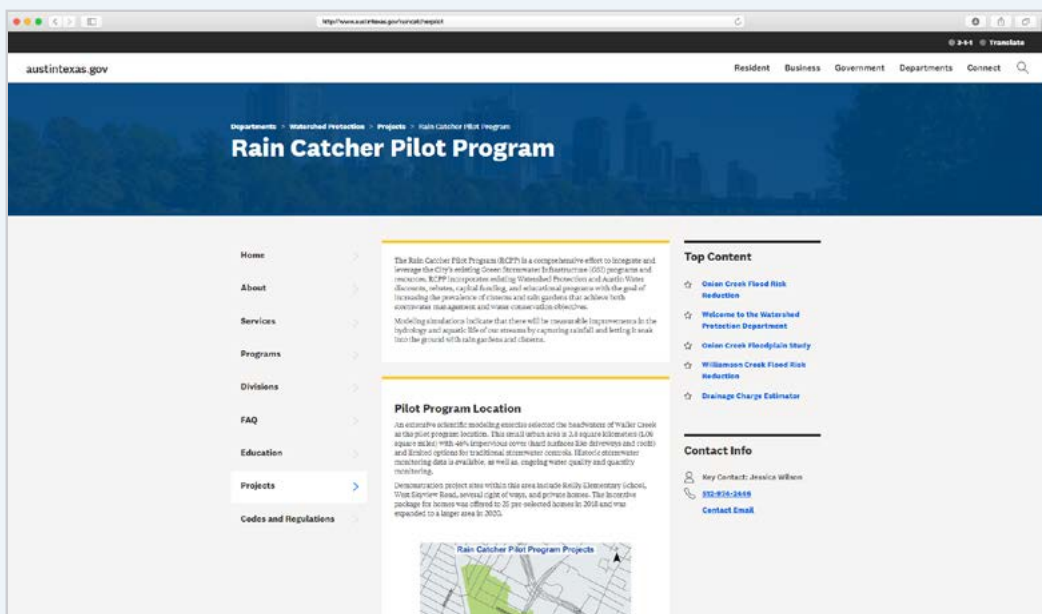 http://www.austintexas.gov/raincatcherpilot
3-1-1 Translate
austintexas.gov
Resident Business Government Departments Connect
Departments > Watershed Protection > Projects > Rain Catcher Pilot Program
Rain Catcher Pilot Program
Home
About
Services
Programs
Divisions
FAQ
Education
Projects
Codes and Regulations
The Rain Catcher Pilot Program (RCPP) is a comprehensive effort to integrate and
leverage the City's existing Green Stormwater Infrastructure (GSI) programs and
resources. RCPP incorporates existing Watershed Protection and Austin Water
discounts, rebates, capital funding, and educational programs with the goal of
increasing the prevalence of cisterns and rain gardens that achieve both
stormwater management and water conservation objectives.
Modeling simulations indicate that there will be measurable improvements in the
hydrology and aquatic life of our streams by capturing rainfall and letting it soak
into the ground with rain gardens and cisterns.
Pilot Program Location
An extensive scientific modeling exercise selected the headwaters of Waller Creek
as the pilot program location. This small urban area is 2.8 square kilometers (1.06
square miles) with 46% impervious cover (hard surfaces like driveways and roofs)
and limited options for traditional stormwater controls. Historic stormwater
monitoring data is available, as well as, ongoing water quality and quantity
monitoring.
Demonstration project sites within this area include Reilly Elementary School,
West Skyview Road, several right of ways, and private homes. The incentive
package for homes was offered to 25 pre-selected homes in 2018 and was
expanded to a larger area in 2020.
Rain Catcher Pilot Program Projects
Top Content
Onion Creek Flood Risk
Reduction
Welcome to the Watershed
Protection Department
Onion Creek Floodplain Study
Williamson Creek Flood Risk
Reduction
Drainage Charge Estimator
Contact Info
Key Contact: Jessica Wilson
512-974-2446
Contact Email